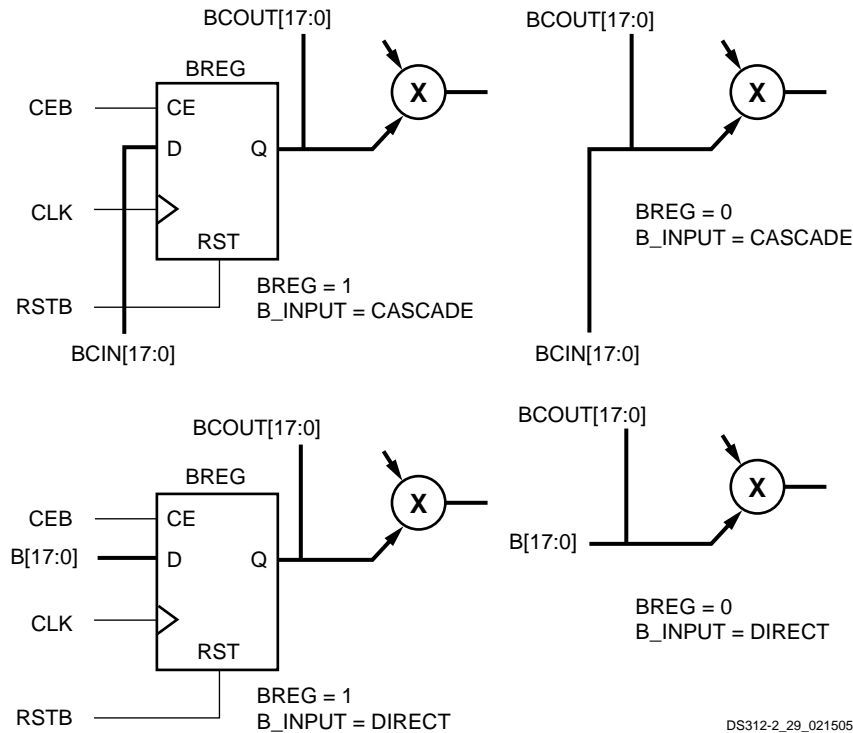 BCOUT[17:0]
BREG
X
CEB
CE
D
Q
CLK
RST
RSTB
BREG = 1
B_INPUT = CASCADE
BCIN[17:0]
BCOUT[17:0]
X
BREG = 0
B_INPUT = CASCADE
BCIN[17:0]
BCOUT[17:0]
BREG
X
CEB
CE
B[17:0]
D
Q
CLK
RST
RSTB
BREG = 1
B_INPUT = DIRECT
BCOUT[17:0]
X
B[17:0]
BREG = 0
B_INPUT = DIRECT
DS312-2_29_021505